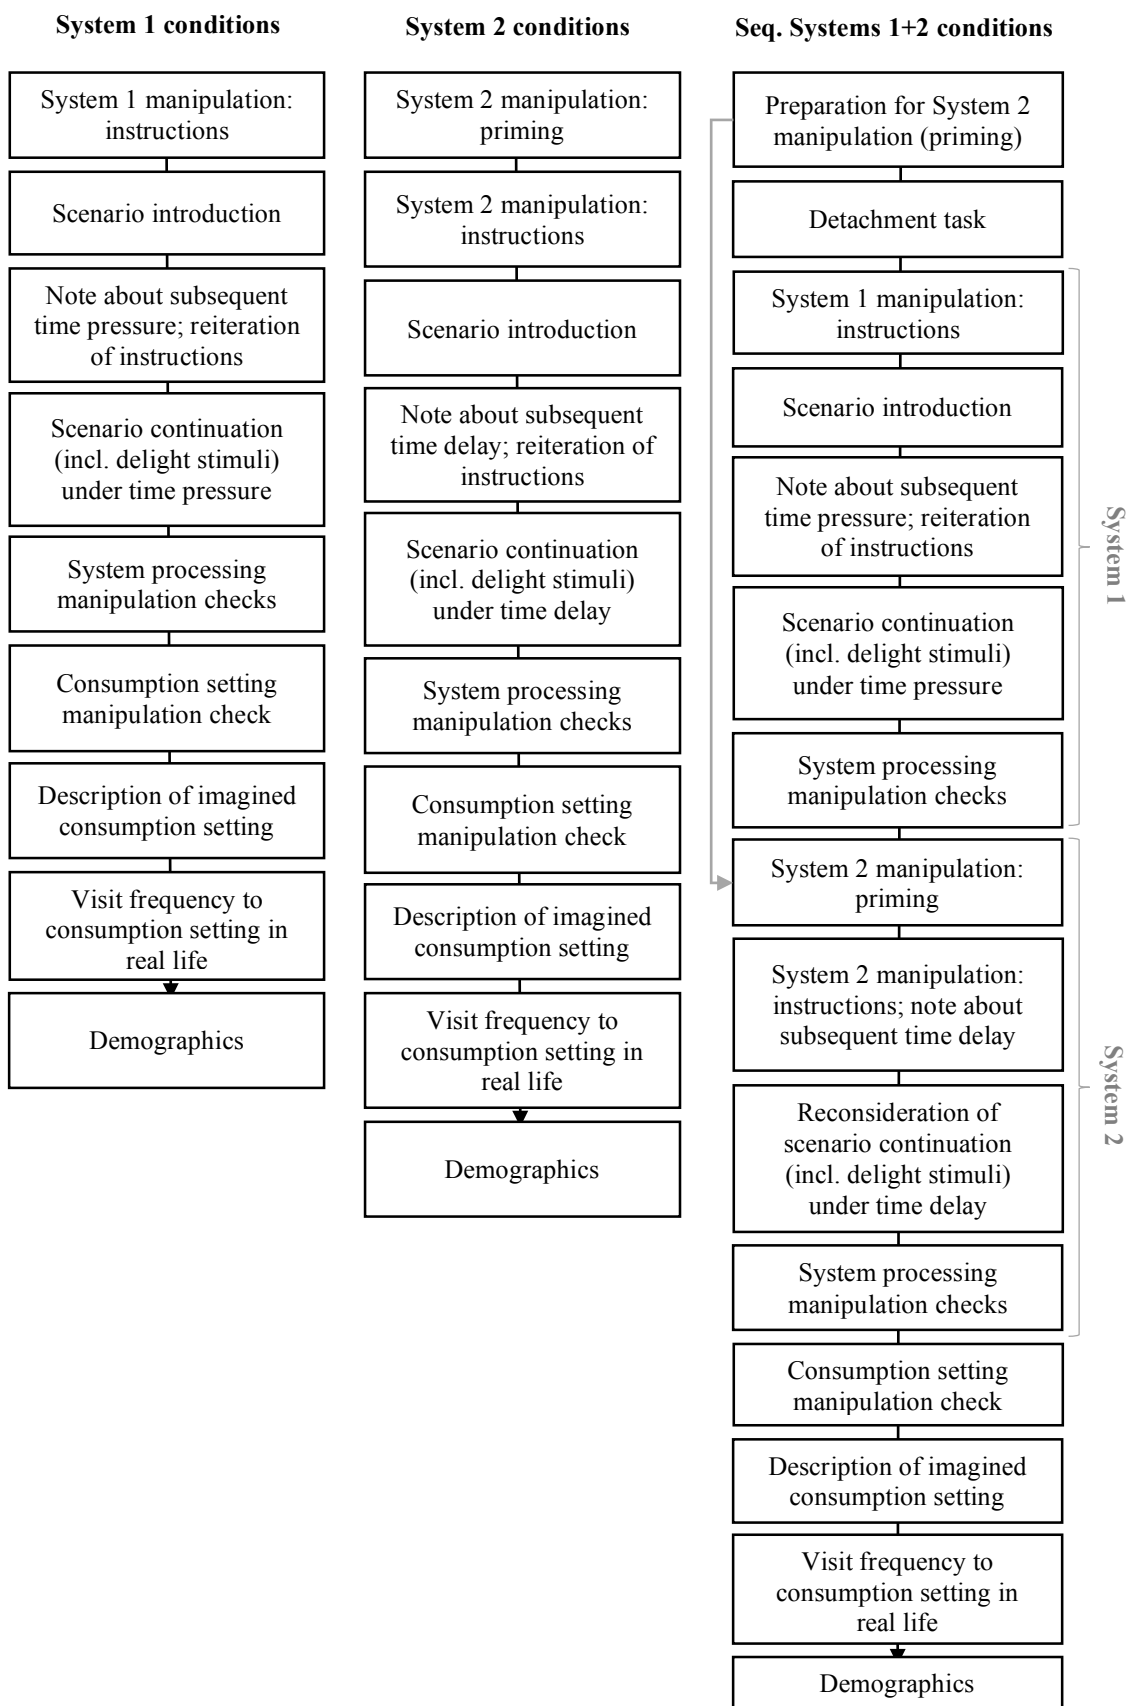 System 1 conditions
System 1 manipulation:
instructions
Scenario introduction
Note about subsequent
time pressure; reiteration
of instructions
Scenario continuation
(incl. delight stimuli)
under time pressure
System processing
manipulation checks
Consumption setting
manipulation check
Description of imagined
consumption setting
Visit frequency to
consumption setting in
real life
Demographics
System 2 conditions
System 2 manipulation:
priming
System 2 manipulation:
instructions
Scenario introduction
Note about subsequent
time delay; reiteration of
instructions
Scenario continuation
(incl. delight stimuli)
under time delay
System processing
manipulation checks
Consumption setting
manipulation check
Description of imagined
consumption setting
Visit frequency to
consumption setting in
real life
Demographics
Seq. Systems 1+2 conditions
Preparation for System 2
manipulation (priming)
Detachment task
System 1 manipulation:
instructions
Scenario introduction
Note about subsequent
time pressure; reiteration
of instructions
Scenario continuation
(incl. delight stimuli)
under time pressure
System processing
manipulation checks
System 1
System 2 manipulation:
priming
System 2 manipulation:
instructions; note about
subsequent time delay
Reconsideration of
scenario continuation
(incl. delight stimuli)
under time delay
System processing
manipulation checks
System 2
Consumption setting
manipulation check
Description of imagined
consumption setting
Visit frequency to
consumption setting in
real life
Demographics